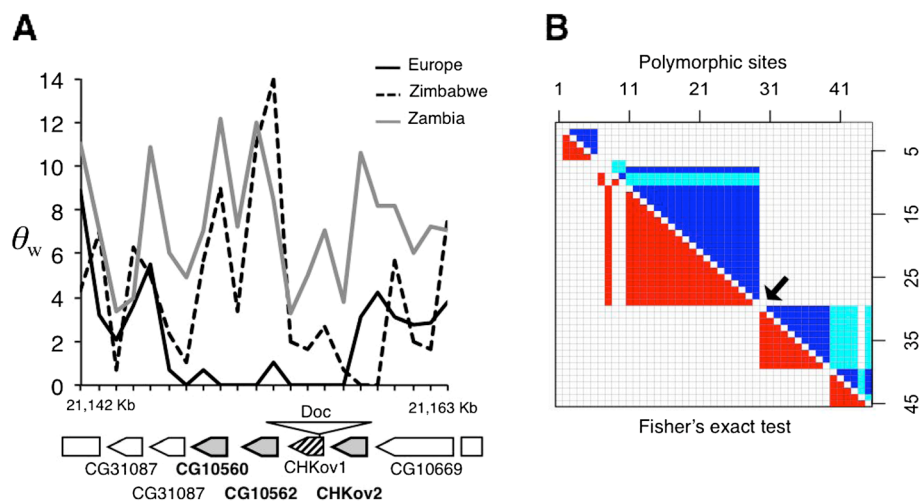 A
B
Europe
Zimbabwe
Zambia
14
12
10
8
6
4
2
0
θw
21,142 Kb
21,163 Kb
Doc
CG31087
CG10560
CHKov1
CG10669
CG31087
CG10562
CHKov2
Polymorphic sites
1 11 21 31 41
5
15
25
35
45
Fisher's exact test